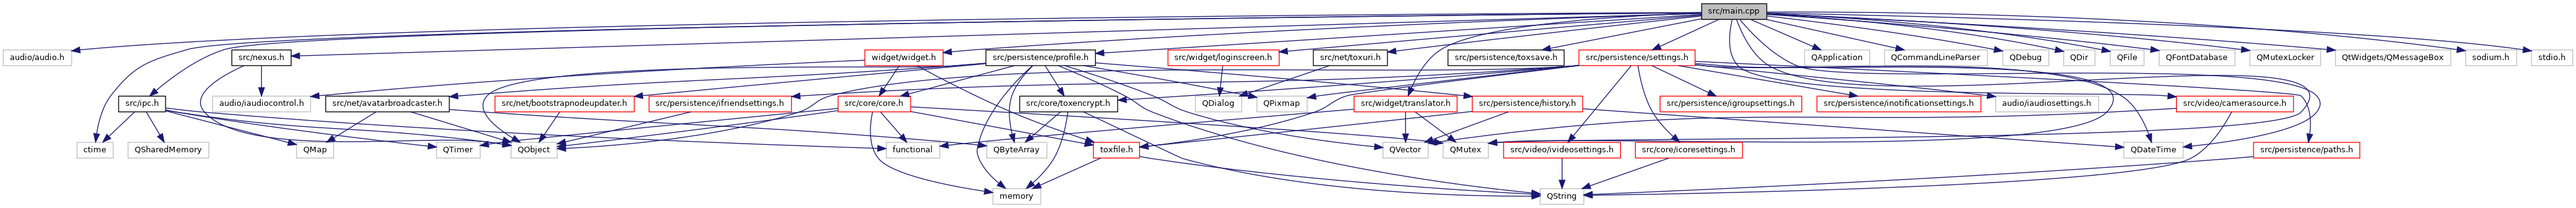 src/main.cpp
audio/audio.h
src/nexus.h
widget/widget.h
src/persistence/profile.h
src/widget/loginscreen.h
src/net/toxuri.h
src/persistence/toxsave.h
src/persistence/settings.h
QApplication
QCommandLineParser
QDebug
QDir
QFile
QFontDatabase
QMutexLocker
QtWidgets/QMessageBox
sodium.h
stdio.h
src/ipc.h
audio/iaudiocontrol.h
src/net/avatarbroadcaster.h
src/net/bootstrapnodeupdater.h
src/persistence/ifriendsettings.h
src/core/core.h
src/core/toxencrypt.h
QDialog
QPixmap
src/widget/translator.h
src/persistence/history.h
src/persistence/igroupsettings.h
src/persistence/inotificationsettings.h
audio/iaudiosettings.h
src/video/camerasource.h
ctime
QSharedMemory
QMap
QTimer
QObject
functional
QByteArray
toxfile.h
QVector
QMutex
src/video/ivideosettings.h
src/core/icoresettings.h
QDateTime
src/persistence/paths.h
memory
QString